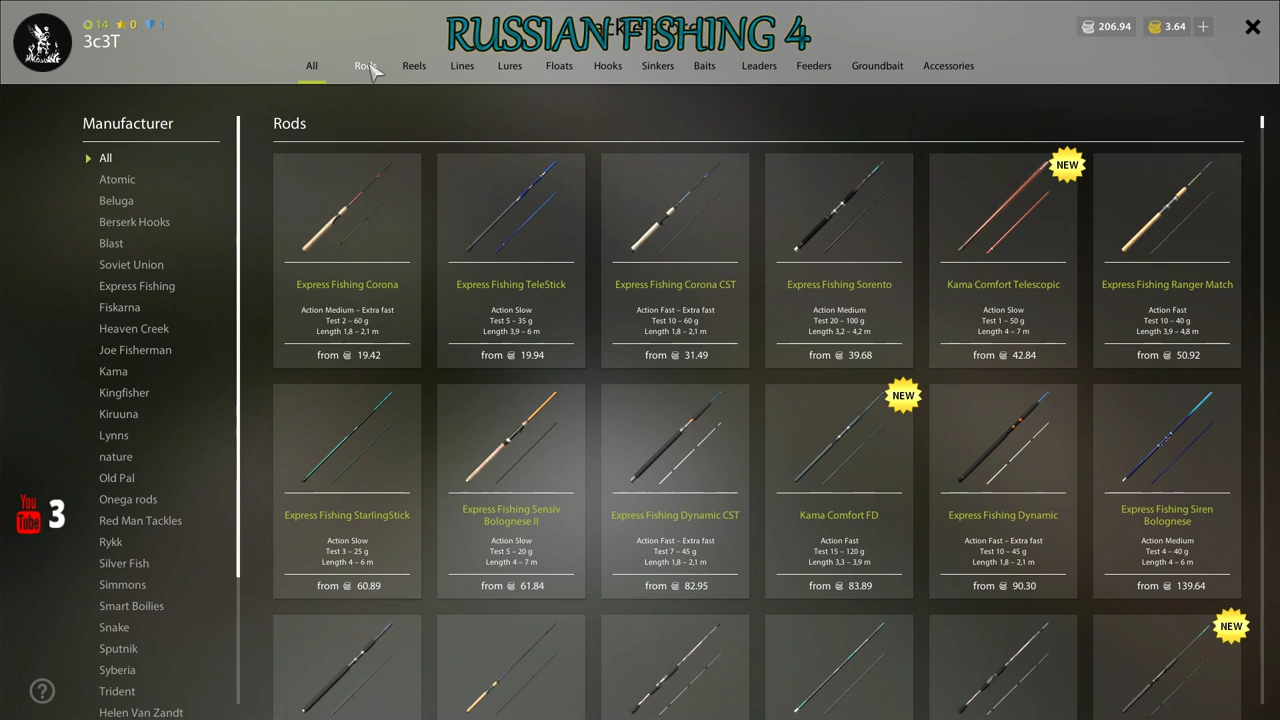 14 0 1
3c3T
RUSSIAN FISHING 4
206.94
3.64
All Rods Reels Lines Lures Floats Hooks Sinkers Baits Leaders Feeders Groundbait Accessories
Manufacturer
All
Atomic
Beluga
Berserk Hooks
Blast
Soviet Union
Express Fishing
Fiskarna
Heaven Creek
Joe Fisherman
Kama
Kingfisher
Kiruuna
Lynns
nature
Old Pal
Onega rods
Red Man Tackles
Rykk
Silver Fish
Simmons
Smart Boilies
Snake
Sputnik
Syberia
Trident
Helen Van Zandt
You
Tube
3
?
Rods
Express Fishing Corona
Action Medium – Extra fast
Test 2 – 60 g
Length 1,8 – 2,1 m
from 19.42
Express Fishing TeleStick
Action Slow
Test 5 – 35 g
Length 3,9 – 6 m
from 19.94
Express Fishing Corona CST
Action Fast – Extra fast
Test 10 – 60 g
Length 1,8 – 2,1 m
from 31.49
Express Fishing Sorento
Action Medium
Test 20 – 100 g
Length 3,2 – 4,2 m
from 39.68
NEW
Kama Comfort Telescopic
Action Slow
Test 1 – 50 g
Length 4 – 7 m
from 42.84
Express Fishing Ranger Match
Action Fast
Test 10 – 40 g
Length 3,9 – 4,8 m
from 50.92
Express Fishing StarlingStick
Action Slow
Test 3 – 25 g
Length 4 – 6 m
from 60.89
Express Fishing Sensiv
Bolognese II
Action Slow
Test 5 – 20 g
Length 4 – 7 m
from 61.84
Express Fishing Dynamic CST
Action Fast – Extra fast
Test 7 – 45 g
Length 1,8 – 2,1 m
from 82.95
NEW
Kama Comfort FD
Action Fast
Test 15 – 120 g
Length 3,3 – 3,9 m
from 83.89
Express Fishing Dynamic
Action Fast – Extra fast
Test 10 – 45 g
Length 1,8 – 2,1 m
from 90.30
Express Fishing Siren
Bolognese
Action Medium
Test 4 – 40 g
Length 4 – 6 m
from 139.64
NEW